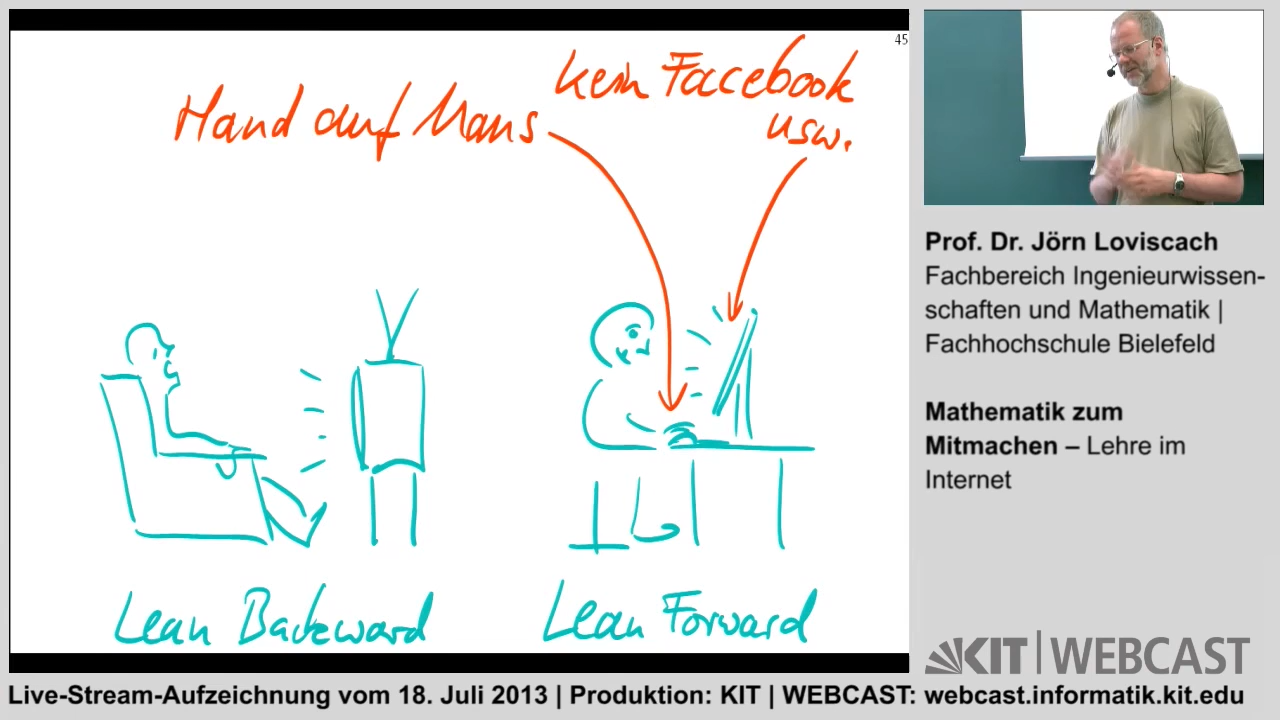 45
kein Facebook
usw.
Hand auf Maus
Lean Backward
Lean Forward
Prof. Dr. Jörn Loviscach
Fachbereich Ingenieurwissen-
schaften und Mathematik |
Fachhochschule Bielefeld
Mathematik zum
Mitmachen – Lehre im
Internet
KIT | WEBCAST
Live-Stream-Aufzeichnung vom 18. Juli 2013 | Produktion: KIT | WEBCAST: webcast.informatik.kit.edu